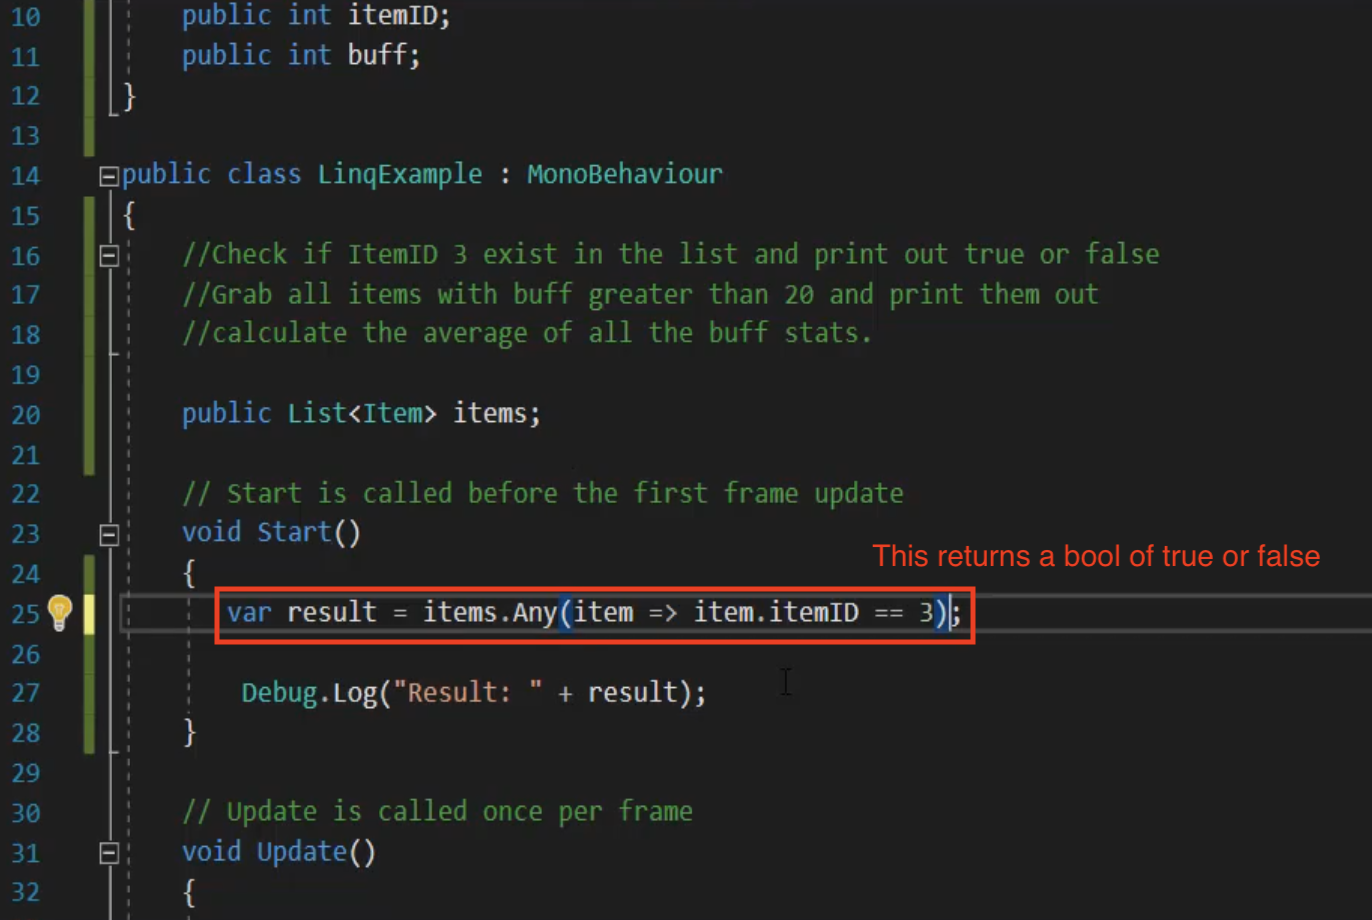 10 public int itemID;
11 public int buff;
12 }
13
14 public class LinqExample : MonoBehaviour
15 {
16 //Check if ItemID 3 exist in the list and print out true or false
17 //Grab all items with buff greater than 20 and print them out
18 //calculate the average of all the buff stats.
19
20 public List<Item> items;
21
22 // Start is called before the first frame update
23 void Start()
This returns a bool of true or false
24 {
25 var result = items.Any(item => item.itemID == 3);
26
27 Debug.Log("Result: " + result);
28 }
29
30 // Update is called once per frame
31 void Update()
32 {